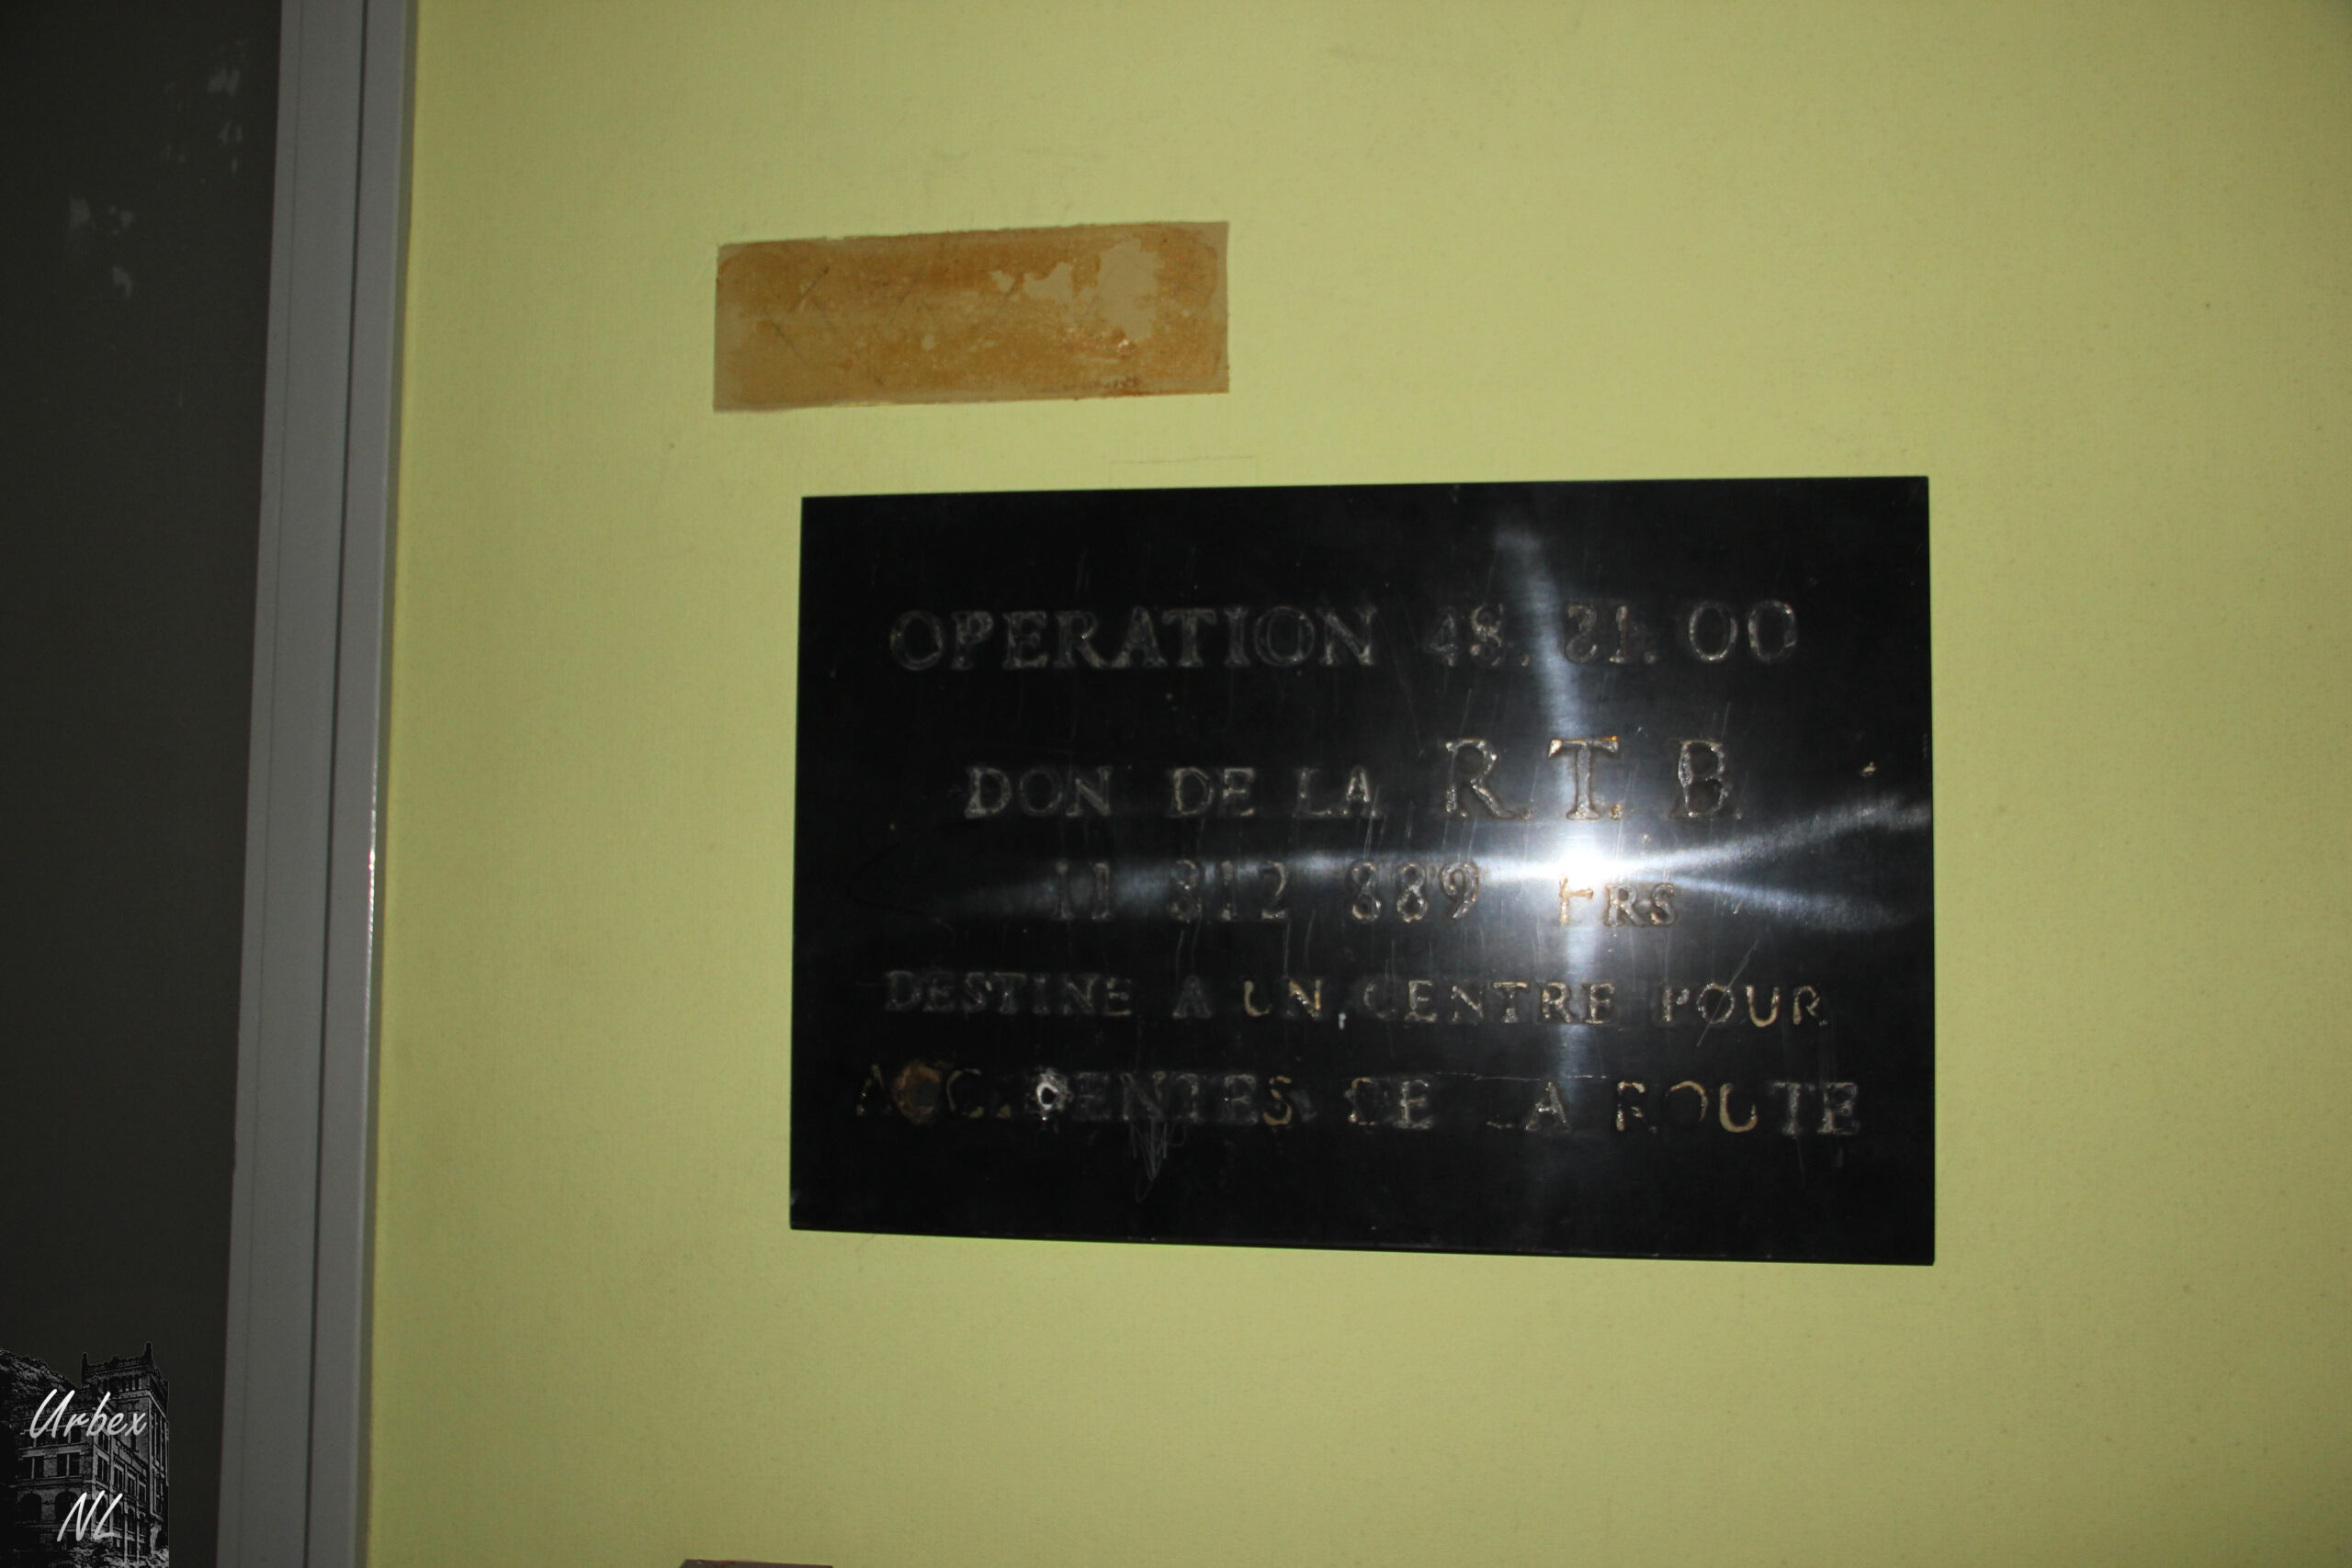 OPERATION 48. 81. 00
DON DE LA R.T.B.
11 312 889 FRS
DESTINE A UN CENTRE POUR
ACCIDENTES DE LA ROUTE
Urbex
NL